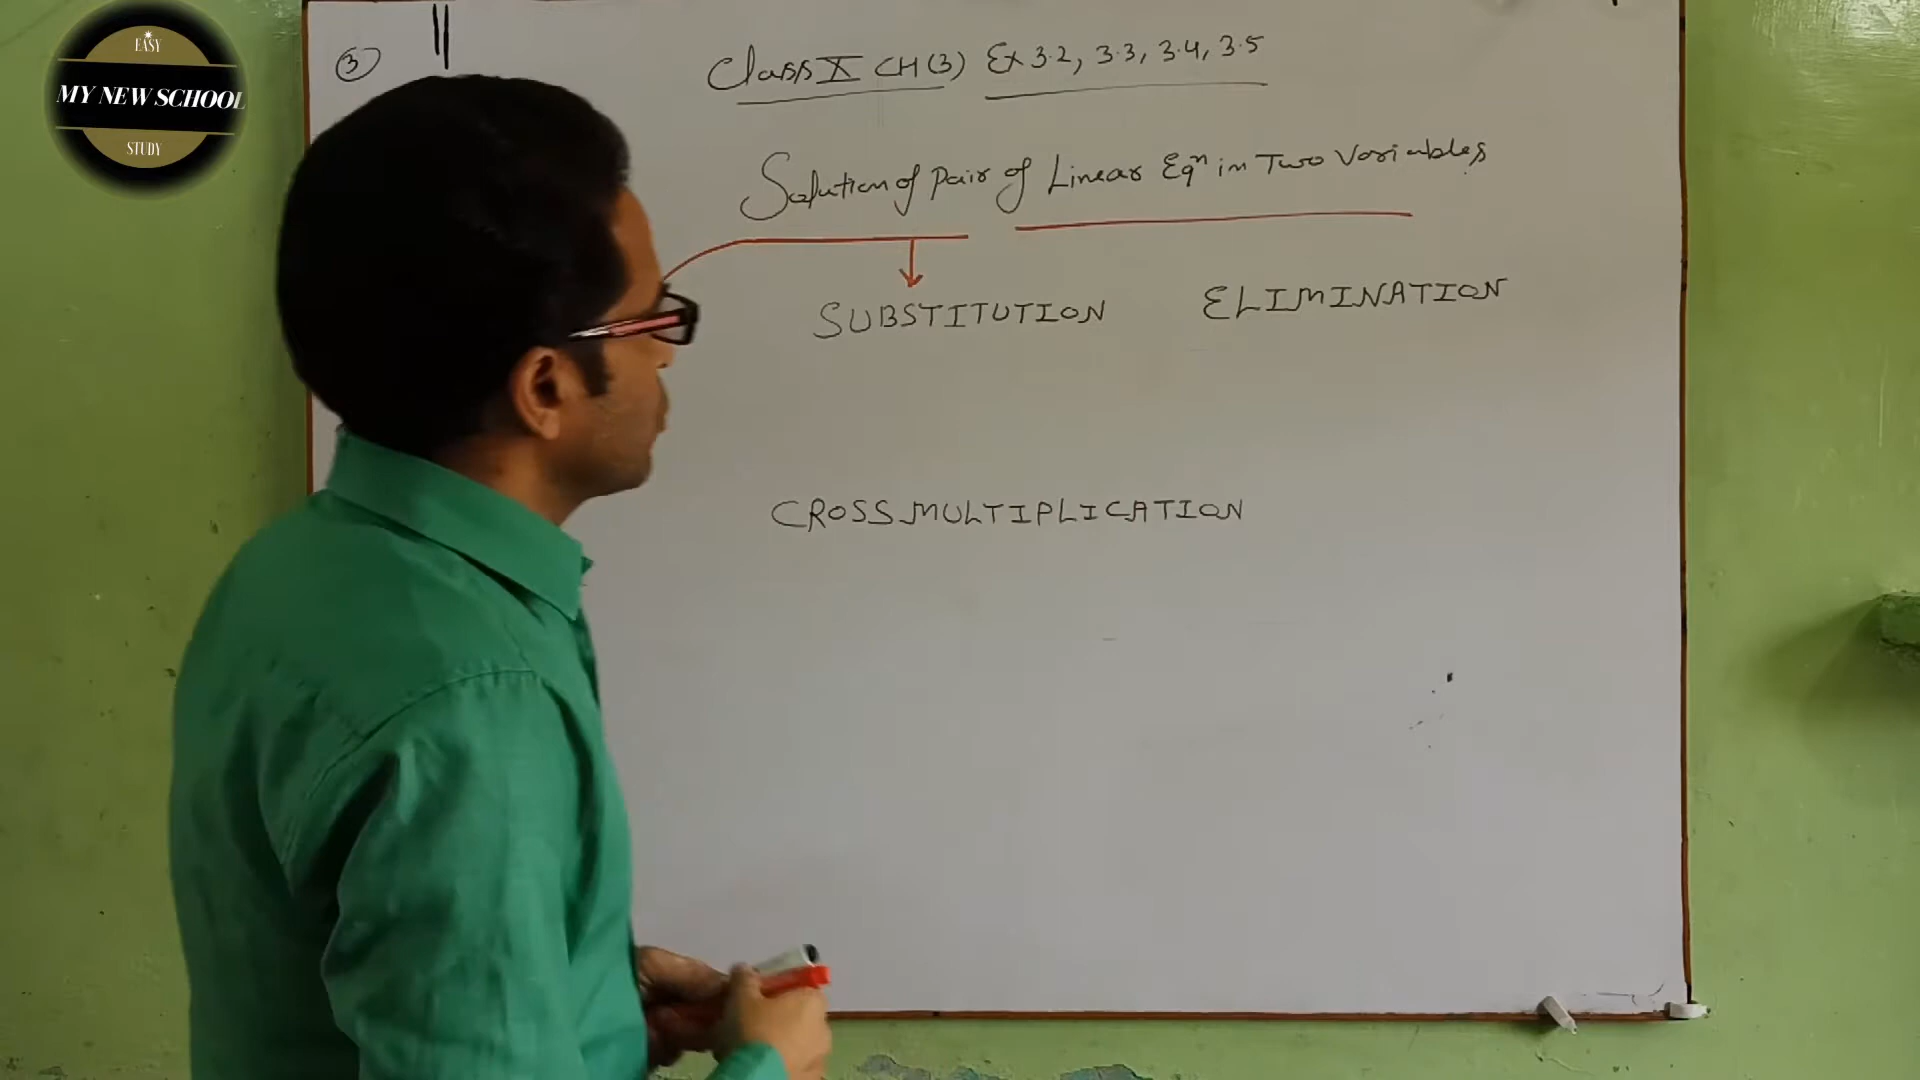 EASY
MY NEW SCHOOL
STUDY
3
Class X CH(3) Ex 3.2, 3.3, 3.4, 3.5
Solution of Pair of Linear Eqn in Two Variables
SUBSTITUTION ELIMINATION
CROSS MULTIPLICATION